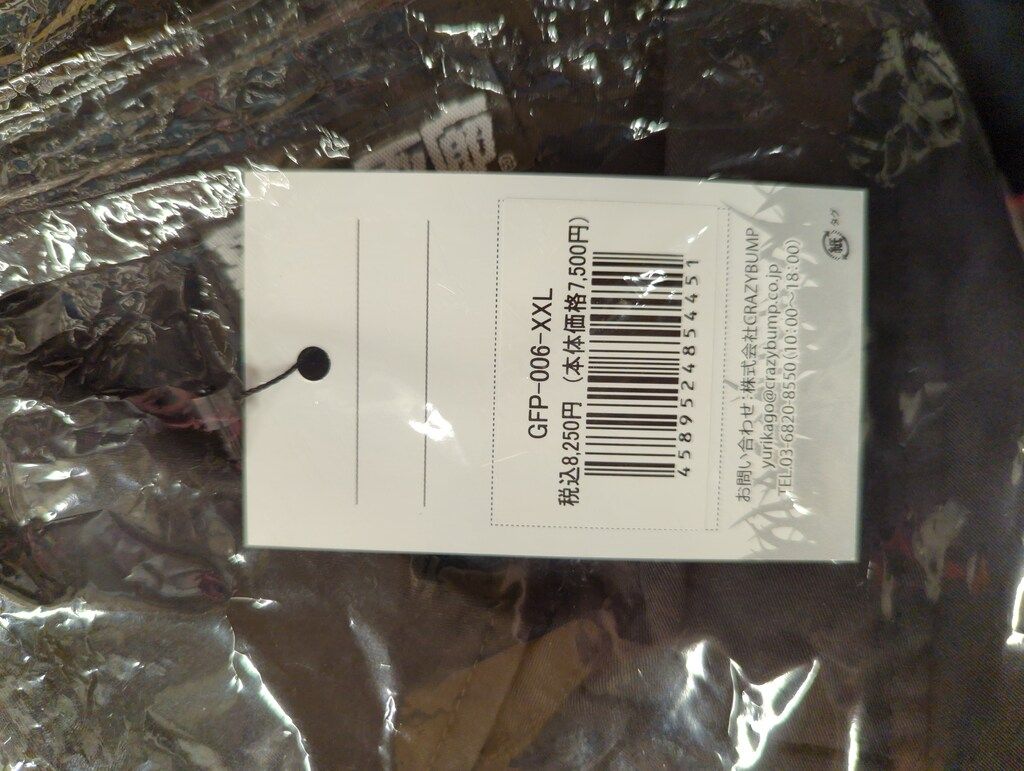 GFP-006-XXL
税込8,250円 (本体価格7,500円)
4589524854451
お問い合わせ:株式会社CRAZYBUMP
yurikago@crazybump.co.jp
TEL.03-6820-8550(10:00~18:00)
紙 タグ